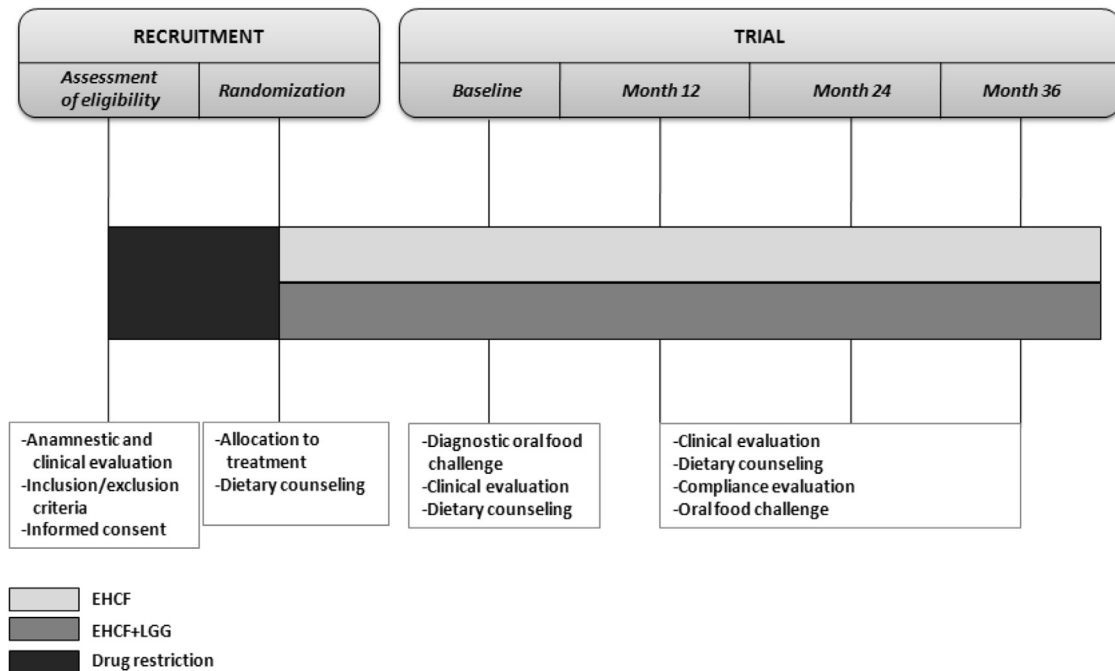 RECRUITMENT
TRIAL
Assessment
of eligibility
Randomization
Baseline
Month 12
Month 24
Month 36
-Anamnestic and
clinical evaluation
-Inclusion/exclusion
criteria
-Informed consent
-Allocation to
treatment
-Dietary counseling
-Diagnostic oral food
challenge
-Clinical evaluation
-Dietary counseling
-Clinical evaluation
-Dietary counseling
-Compliance evaluation
-Oral food challenge
EHCF
EHCF+LGG
Drug restriction